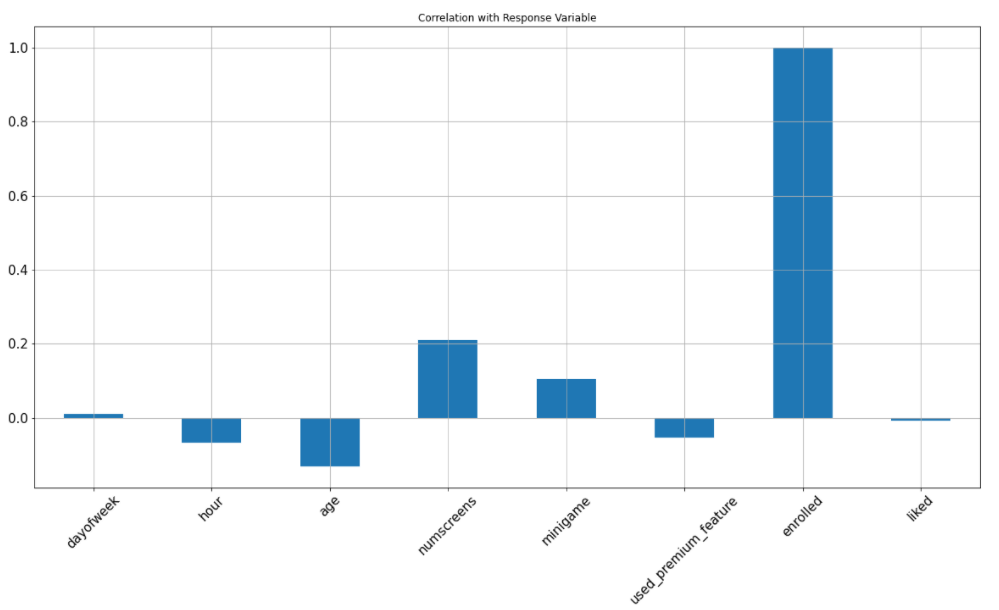 Correlation with Response Variable
1.0
0.8
0.6
0.4
0.2
0.0
dayofweek
hour
age
numscreens
minigame
used_premium_feature
enrolled
liked